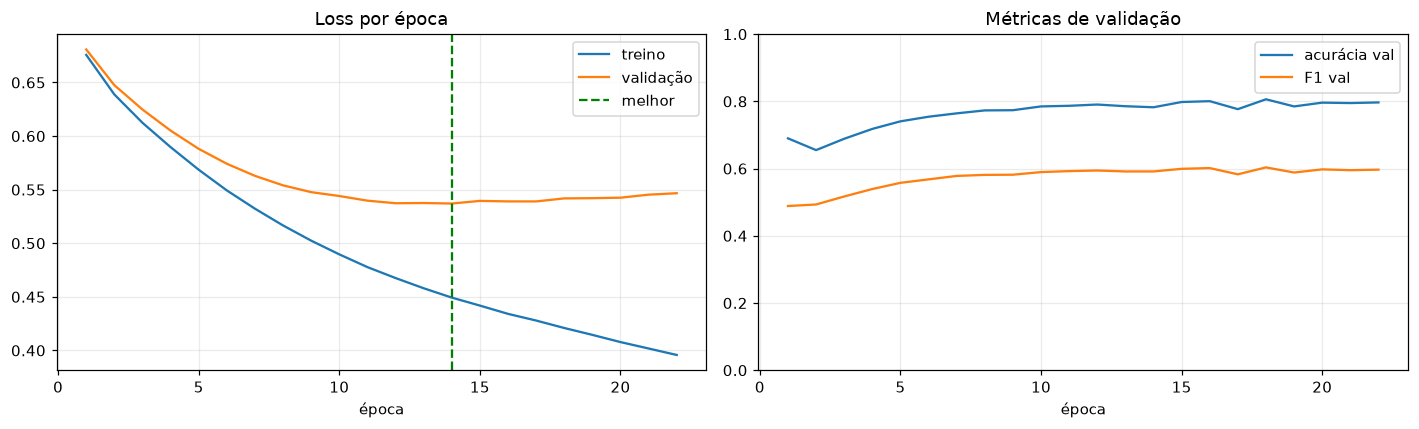 Loss por época
treino
validação
melhor
0.65
0.60
0.55
0.50
0.45
0.40
0
5
10
15
20
época
Métricas de validação
acurácia val
F1 val
1.0
0.8
0.6
0.4
0.2
0.0
0
5
10
15
20
época